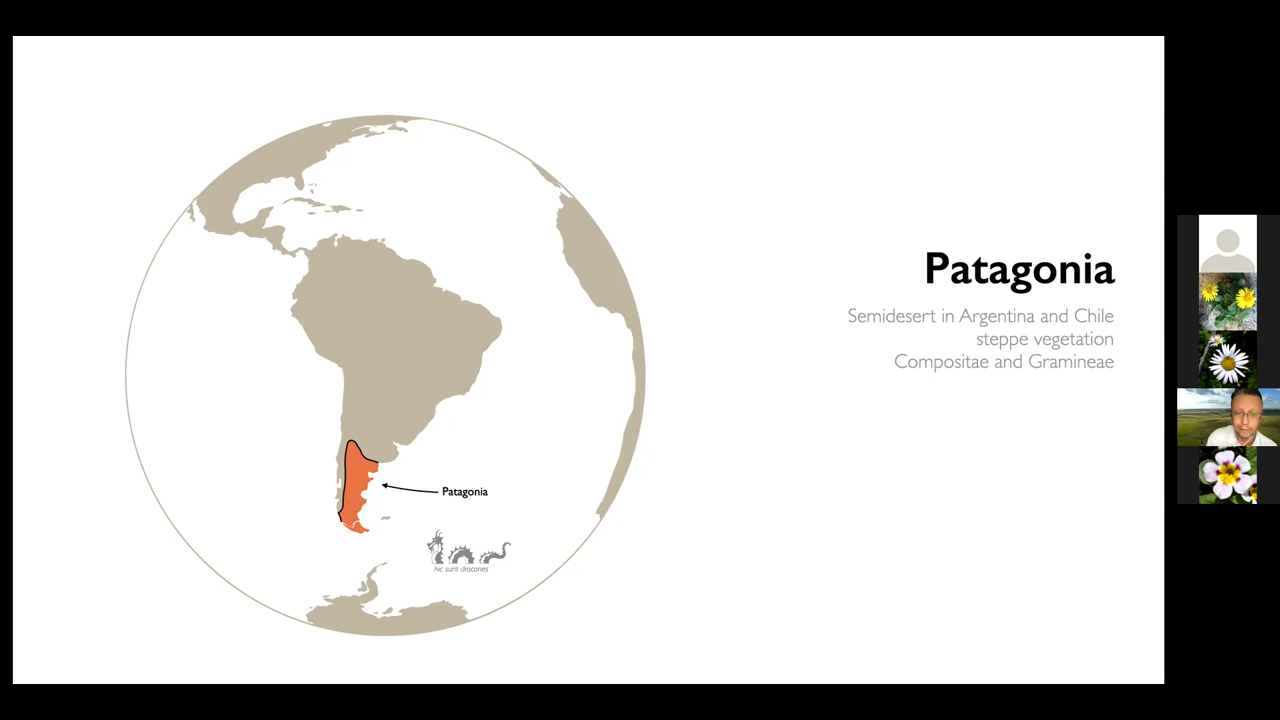 Patagonia
Semidesert in Argentina and Chile
steppe vegetation
Compositae and Gramineae
Patagonia
hic sunt dracones